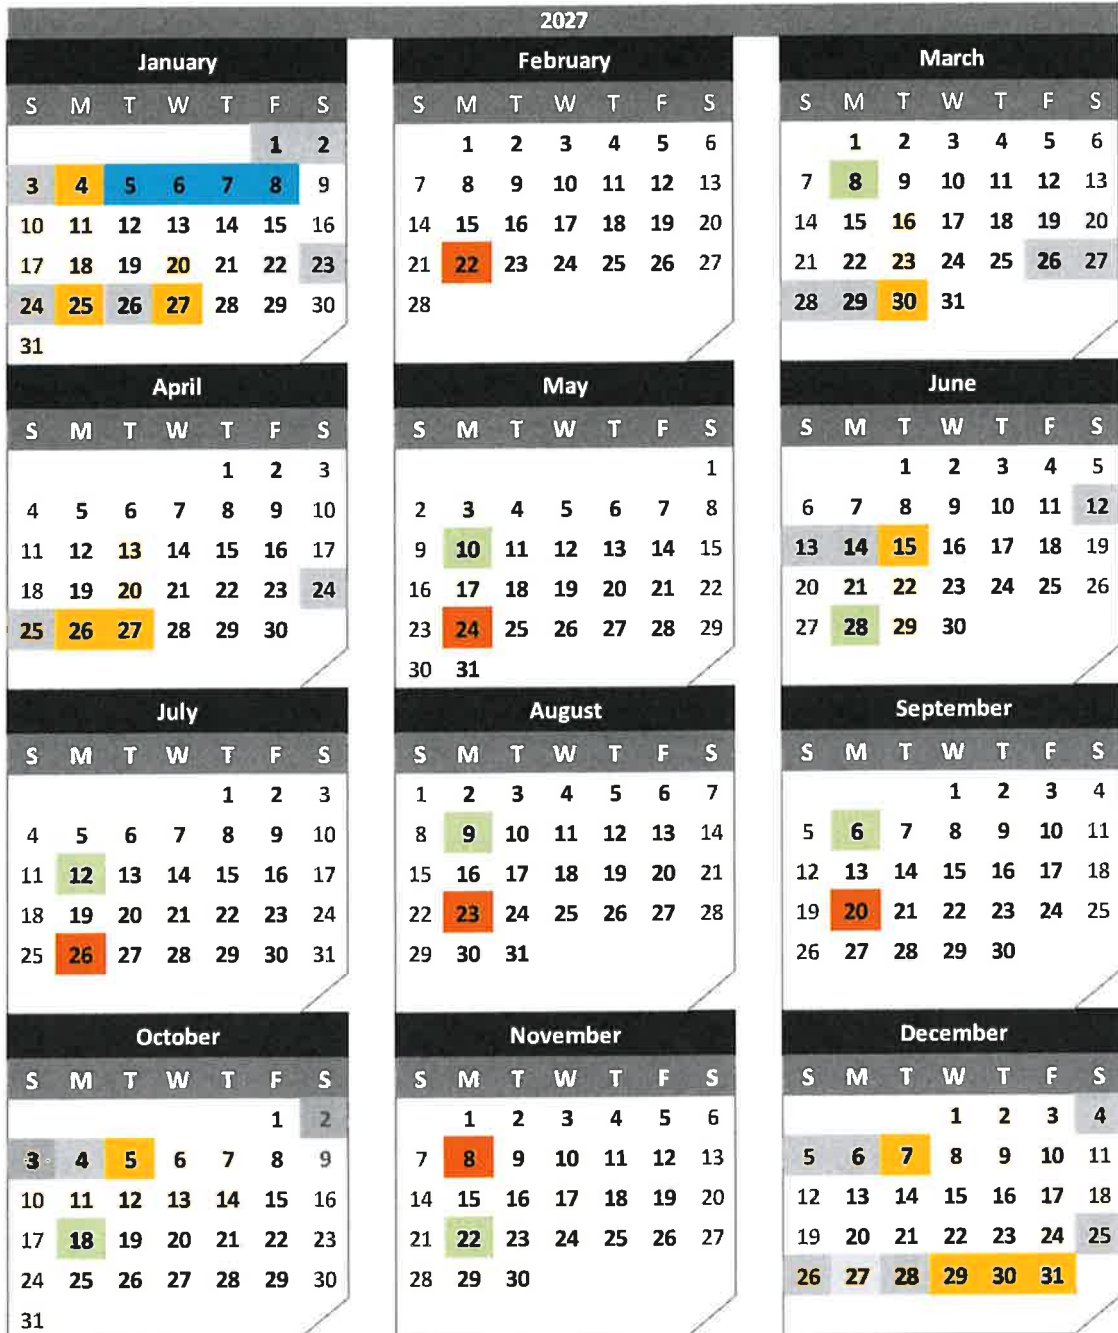 2027
January February March
S M T W T F S S M T W T F S S M T W T F S
1 2 1 2 3 4 5 6 1 2 3 4 5 6
3 4 5 6 7 8 9 7 8 9 10 11 12 13 7 8 9 10 11 12 13
10 11 12 13 14 15 16 14 15 16 17 18 19 20 14 15 16 17 18 19 20
17 18 19 20 21 22 23 21 22 23 24 25 26 27 21 22 23 24 25 26 27
24 25 26 27 28 29 30 28 28 29 30 31
31
April May June
S M T W T F S S M T W T F S S M T W T F S
1 2 3 1 1 2 3 4 5
4 5 6 7 8 9 10 2 3 4 5 6 7 8 6 7 8 9 10 11 12
11 12 13 14 15 16 17 9 10 11 12 13 14 15 13 14 15 16 17 18 19
18 19 20 21 22 23 24 16 17 18 19 20 21 22 20 21 22 23 24 25 26
25 26 27 28 29 30 23 24 25 26 27 28 29 27 28 29 30
30 31
July August September
S M T W T F S S M T W T F S S M T W T F S
1 2 3 1 2 3 4 5 6 7 1 2 3 4
4 5 6 7 8 9 10 8 9 10 11 12 13 14 5 6 7 8 9 10 11
11 12 13 14 15 16 17 15 16 17 18 19 20 21 12 13 14 15 16 17 18
18 19 20 21 22 23 24 22 23 24 25 26 27 28 19 20 21 22 23 24 25
25 26 27 28 29 30 31 29 30 31 26 27 28 29 30
October November December
S M T W T F S S M T W T F S S M T W T F S
1 2 1 2 3 4 5 6 1 2 3 4
3 4 5 6 7 8 9 7 8 9 10 11 12 13 5 6 7 8 9 10 11
10 11 12 13 14 15 16 14 15 16 17 18 19 20 12 13 14 15 16 17 18
17 18 19 20 21 22 23 21 22 23 24 25 26 27 19 20 21 22 23 24 25
24 25 26 27 28 29 30 28 29 30 26 27 28 29 30 31
31